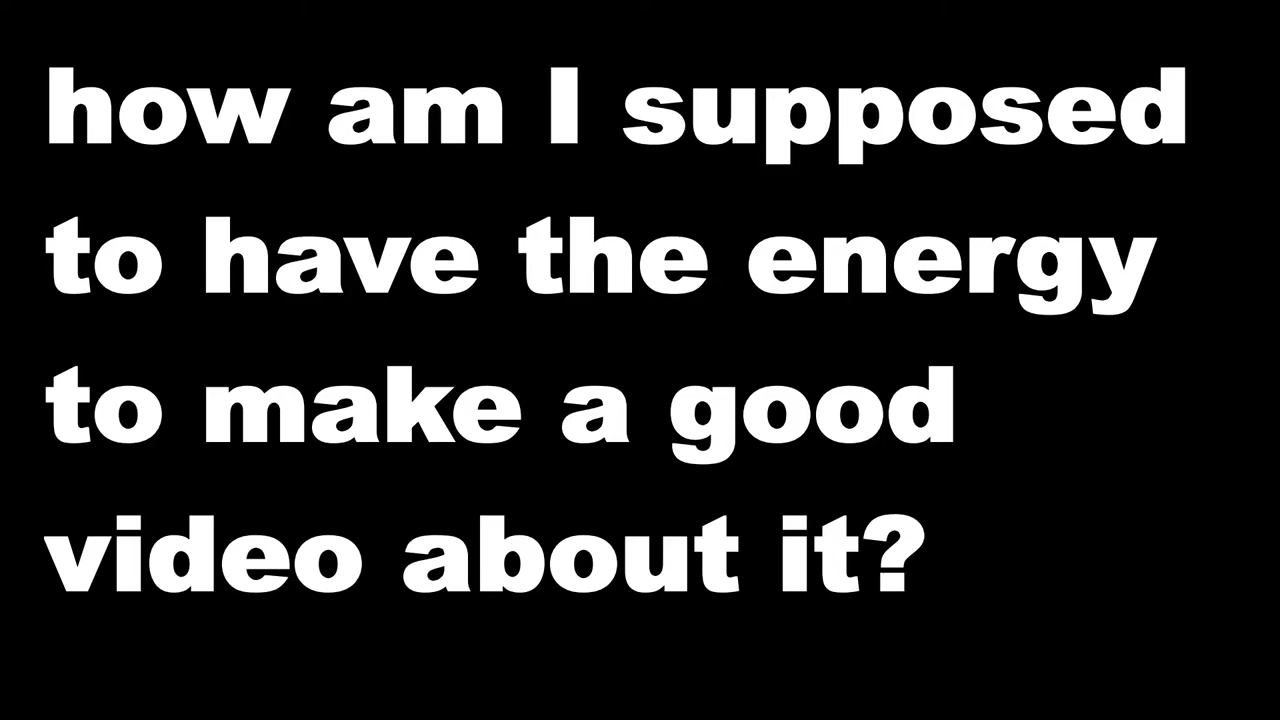 how am I supposed
to have the energy
to make a good
video about it?